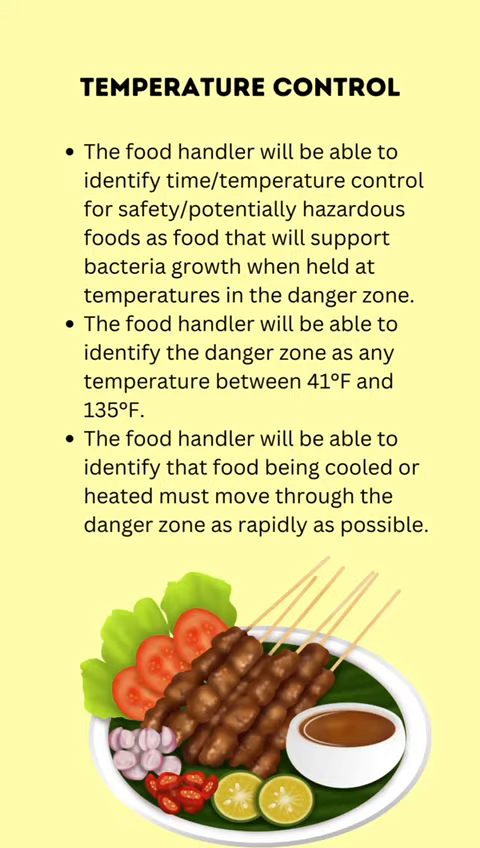 TEMPERATURE CONTROL
• The food handler will be able to
identify time/temperature control
for safety/potentially hazardous
foods as food that will support
bacteria growth when held at
temperatures in the danger zone.
• The food handler will be able to
identify the danger zone as any
temperature between 41°F and
135°F.
• The food handler will be able to
identify that food being cooled or
heated must move through the
danger zone as rapidly as possible.